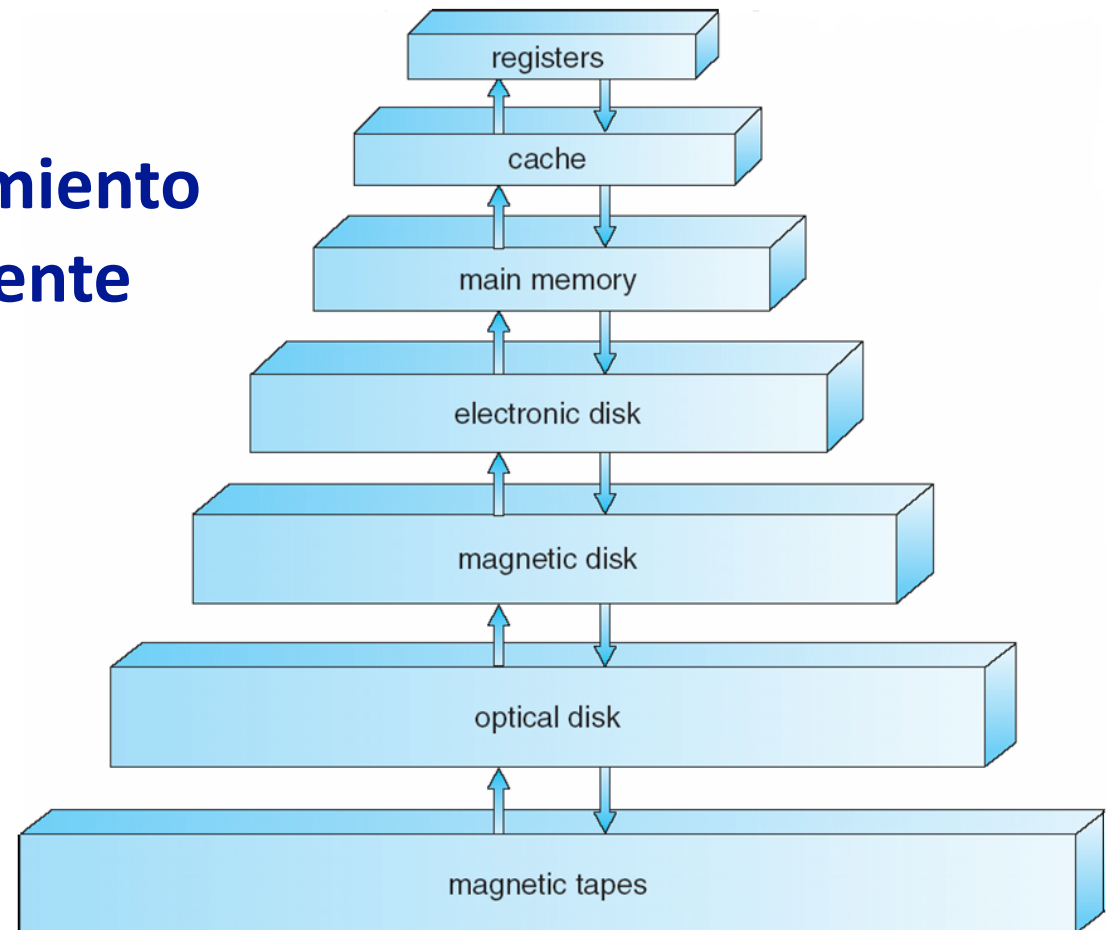 registers
cache
miento
main memory
ente
electronic disk
magnetic disk
optical disk
magnetic tapes